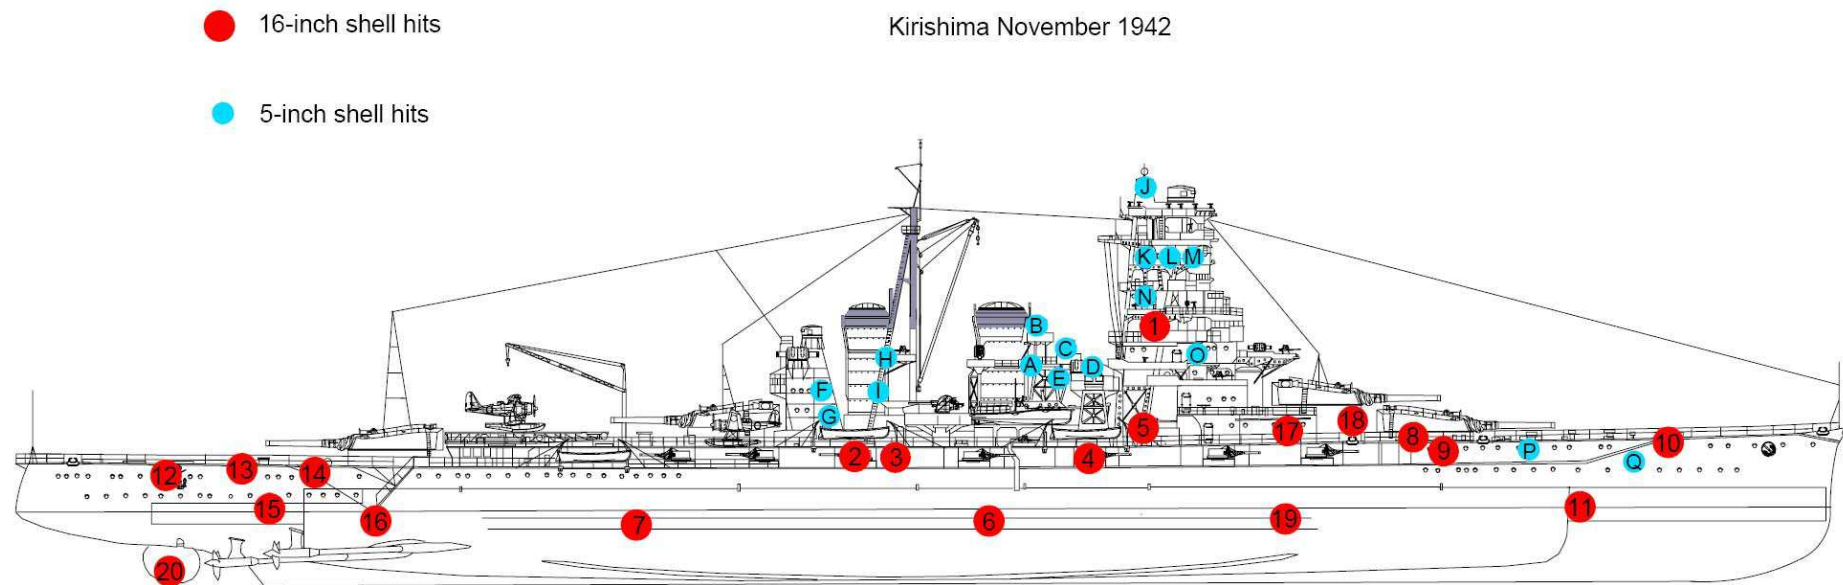 16-inch shell hits
Kirishima November 1942
5-inch shell hits
J
K L M
N
B
1
C
H A D O
E
F I
G
5 17 18 8
2 3 4 9 10 P
12 13 14 Q
15 16 7 6 19 11
20